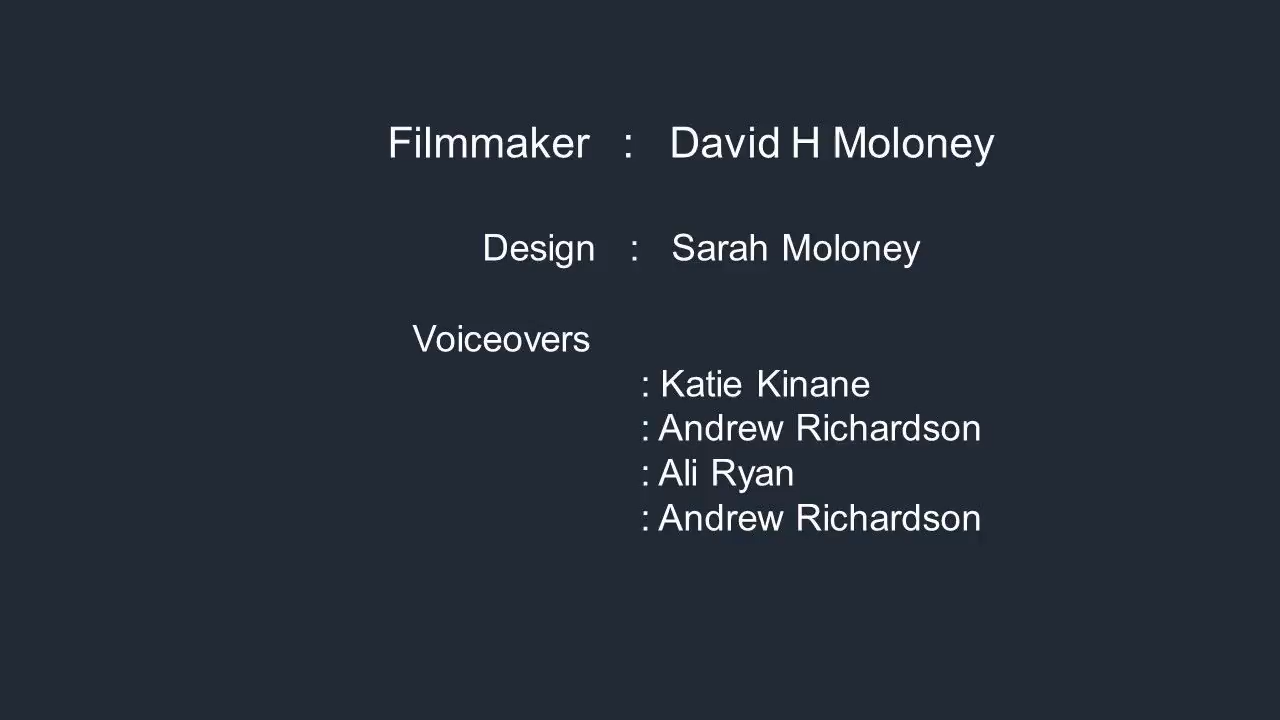 Filmmaker : David H Moloney
Design : Sarah Moloney
Voiceovers
: Katie Kinane
: Andrew Richardson
: Ali Ryan
: Andrew Richardson